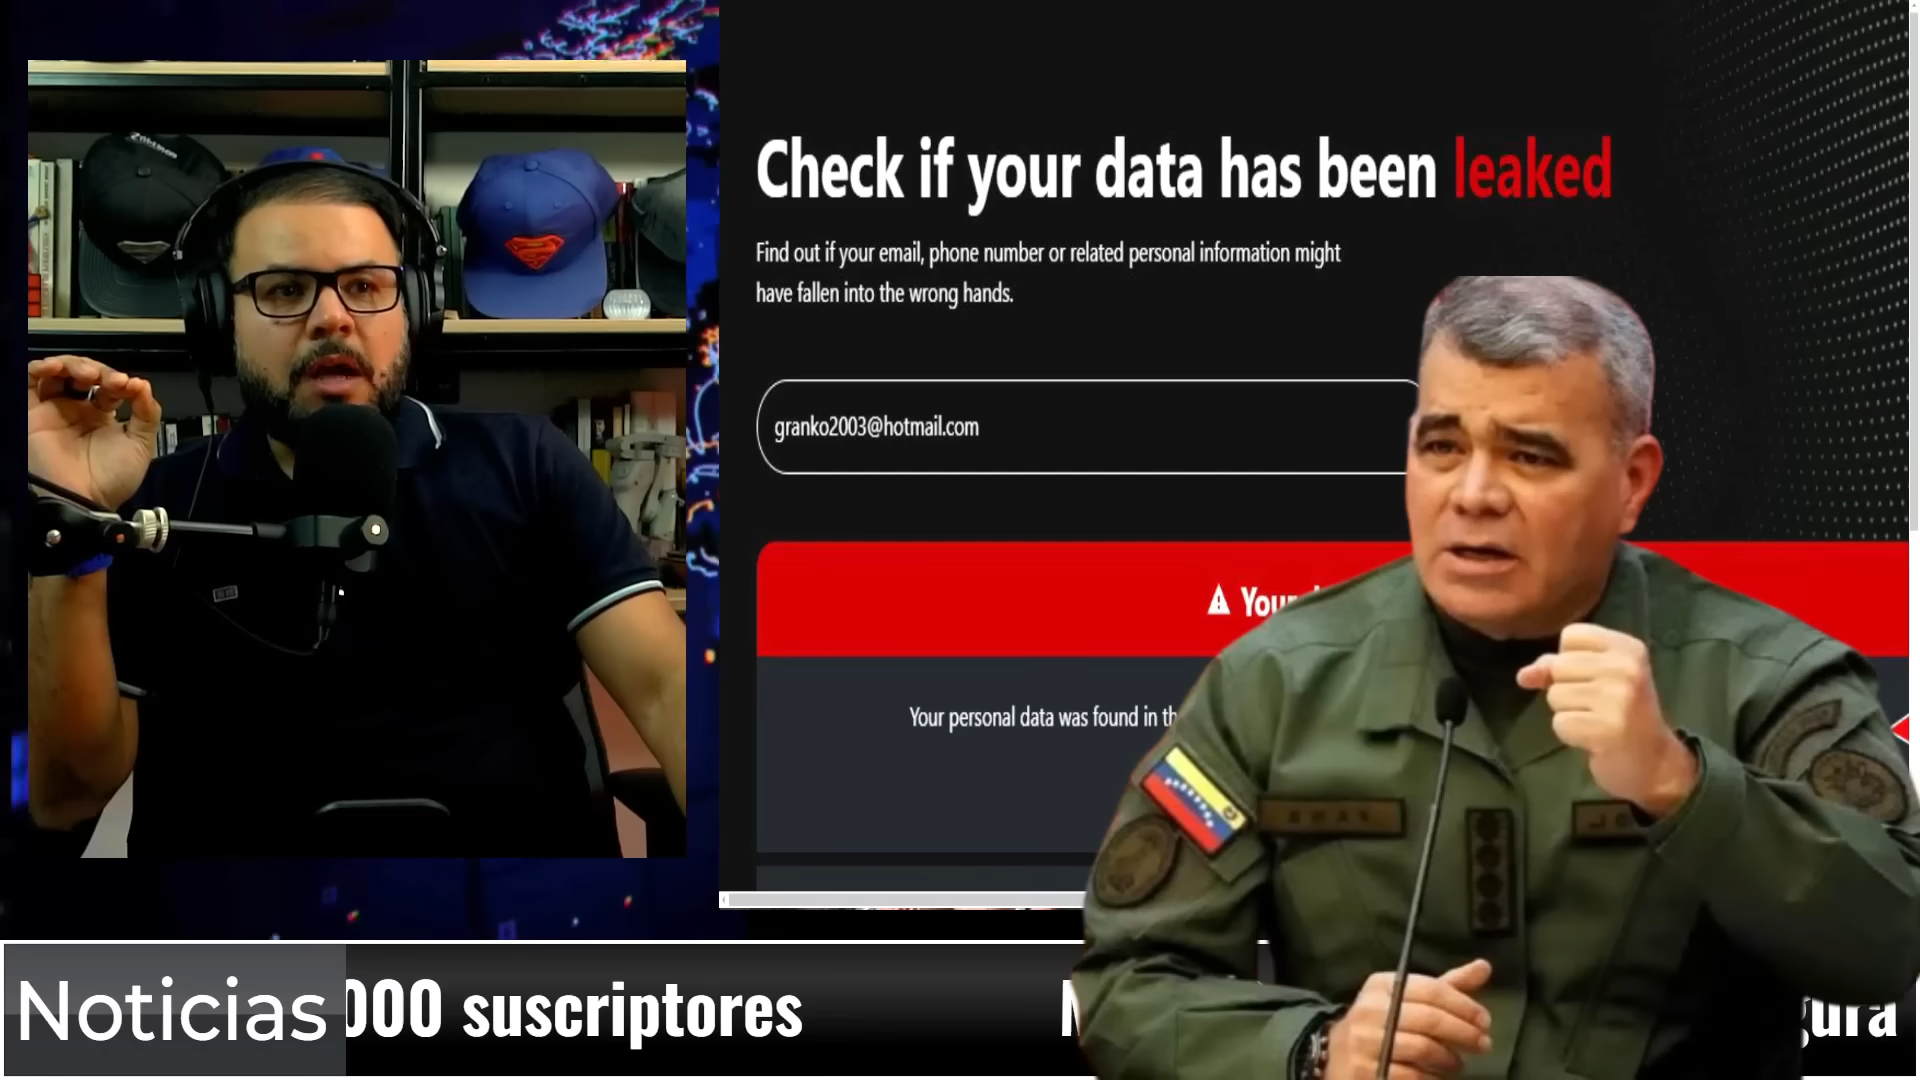 Check if your data has been leaked
Find out if your email, phone number or related personal information might
have fallen into the wrong hands.
granko2003@hotmail.com
Your personal data was found in
Noticias
000 suscriptores